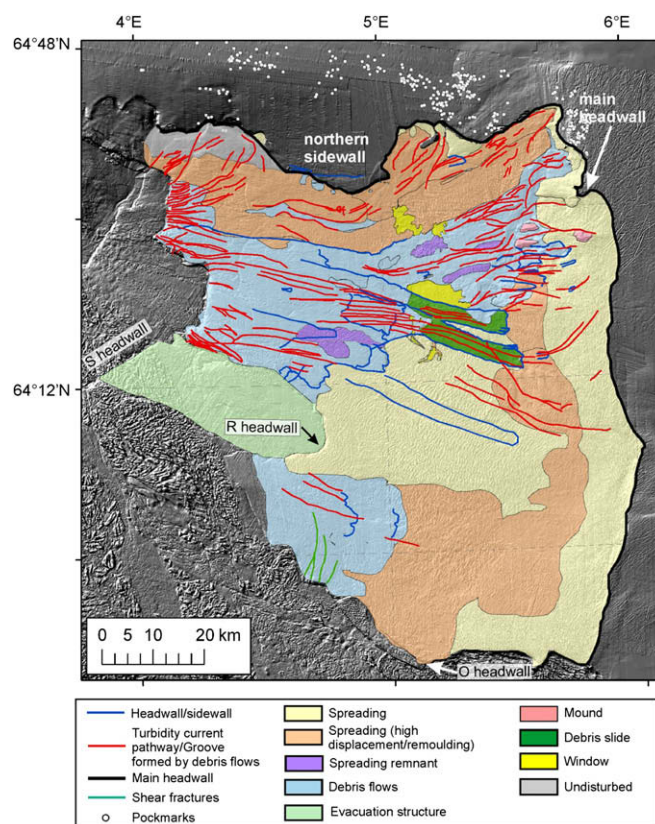 4°E 5°E 6°E
64°48'N
main
headwall
northern
sidewall
S headwall
64°12'N
R headwall
0 5 10 20 km
O headwall
Headwall/sidewall
Turbidity current
pathway/Groove
formed by debris flows
Main headwall
Shear fractures
Pockmarks
Spreading
Spreading (high
displacement/remoulding)
Spreading remnant
Debris flows
Evacuation structure
Mound
Debris slide
Window
Undisturbed